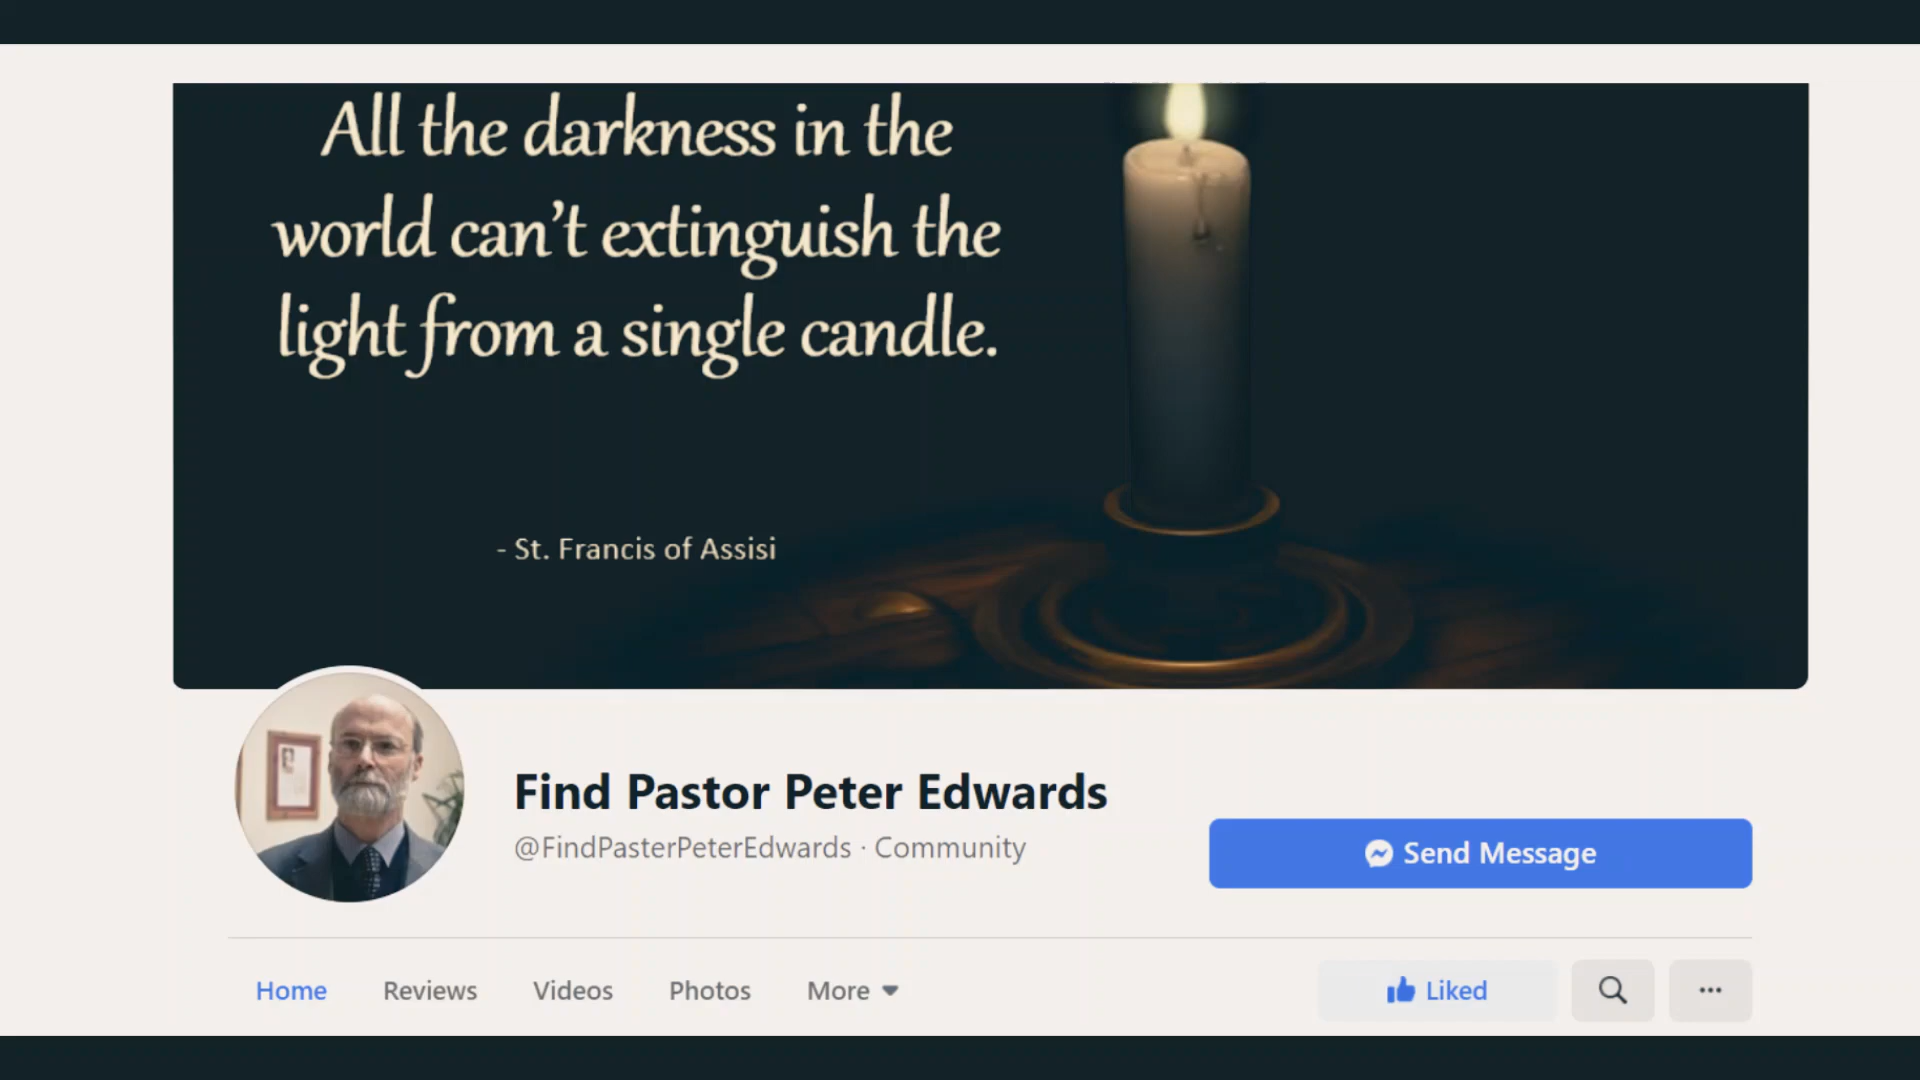 All the darkness in the
world can't extinguish the
light from a single candle.
- St. Francis of Assisi
Find Pastor Peter Edwards
@FindPasterPeterEdwards · Community
Send Message
Home
Reviews
Videos
Photos
More
Liked